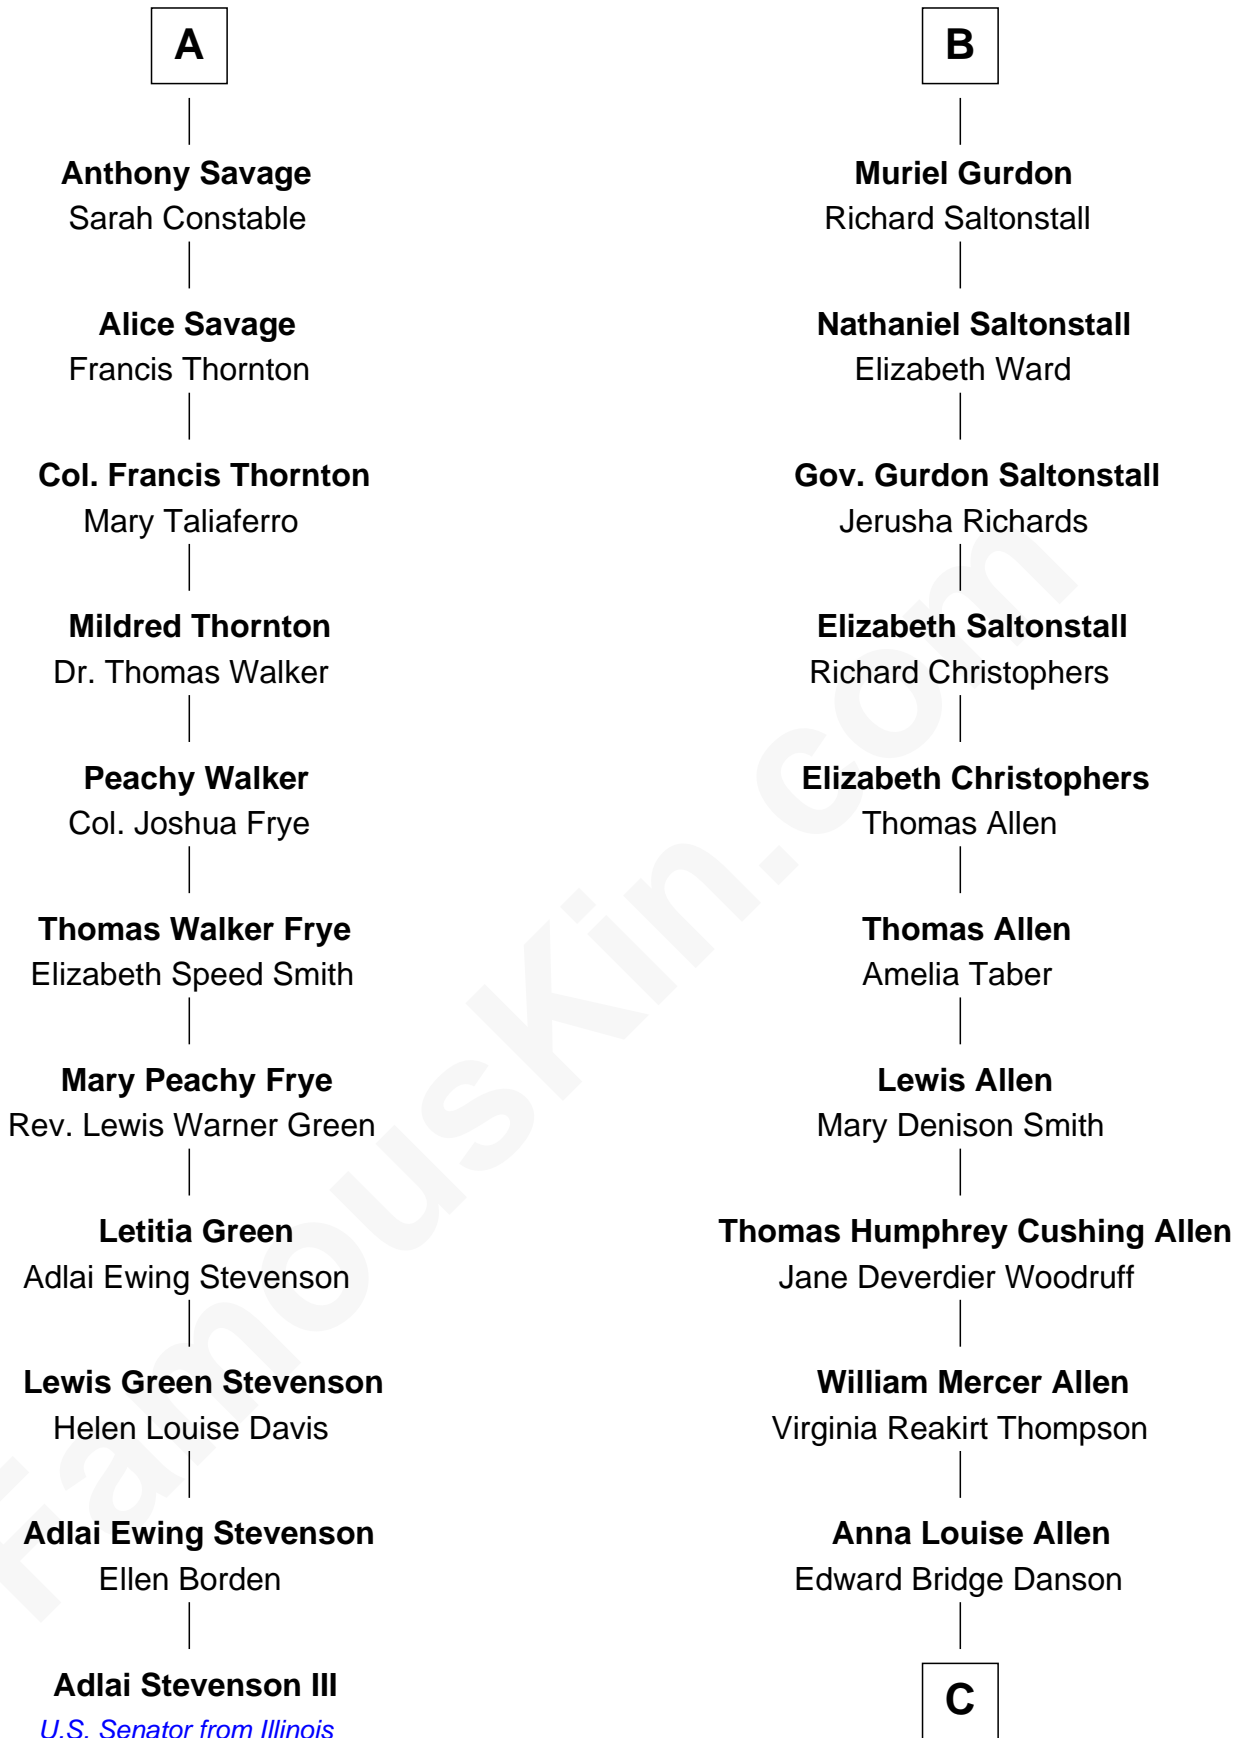 A
Anthony Savage
Sarah Constable
Alice Savage
Francis Thornton
Col. Francis Thornton
Mary Taliaferro
Mildred Thornton
Dr. Thomas Walker
Peachy Walker
Col. Joshua Frye
Thomas Walker Frye
Elizabeth Speed Smith
Mary Peachy Frye
Rev. Lewis Warner Green
Letitia Green
Adlai Ewing Stevenson
Lewis Green Stevenson
Helen Louise Davis
Adlai Ewing Stevenson
Ellen Borden
Adlai Stevenson III
U.S. Senator from Illinois
B
Muriel Gurdon
Richard Saltonstall
Nathaniel Saltonstall
Elizabeth Ward
Gov. Gurdon Saltonstall
Jerusha Richards
Elizabeth Saltonstall
Richard Christophers
Elizabeth Christophers
Thomas Allen
Thomas Allen
Amelia Taber
Lewis Allen
Mary Denison Smith
Thomas Humphrey Cushing Allen
Jane Deverdier Woodruff
William Mercer Allen
Virginia Reakirt Thompson
Anna Louise Allen
Edward Bridge Danson
C
FamousKin.com